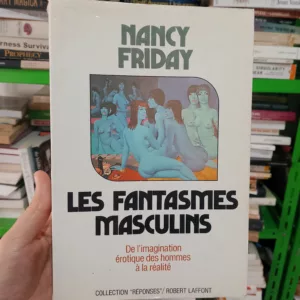 NANCY
FRIDAY
LES FANTASMES
MASCULINS
De l'imagination
érotique des hommes
à la réalité
COLLECTION "RÉPONSES"/ ROBERT LAFFONT